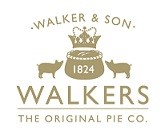 · WALKER & SON ·
1824
WALKERS
THE ORIGINAL PIE CO.